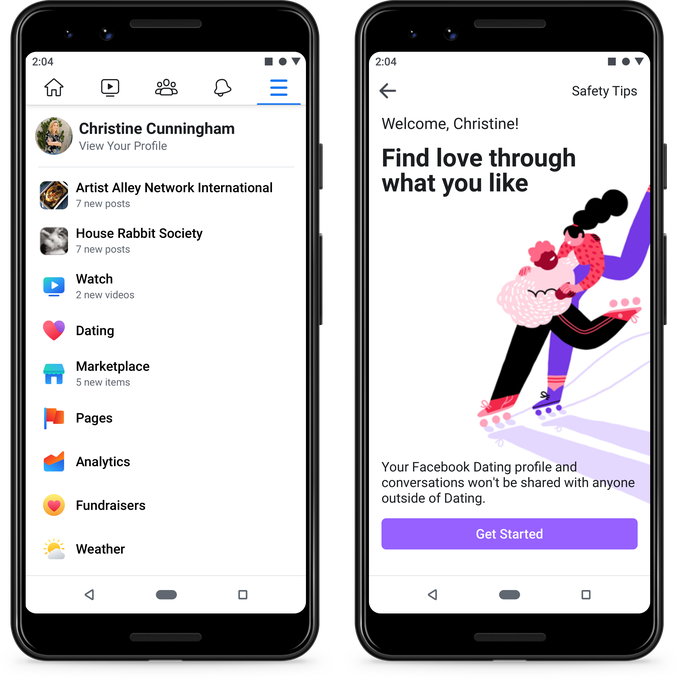 2:04
Christine Cunningham
View Your Profile
Artist Alley Network International
7 new posts
House Rabbit Society
7 new posts
Watch
2 new videos
Dating
Marketplace
5 new items
Pages
Analytics
Fundraisers
Weather
2:04
Safety Tips
Welcome, Christine!
Find love through
what you like
Your Facebook Dating profile and
conversations won't be shared with anyone
outside of Dating.
Get Started